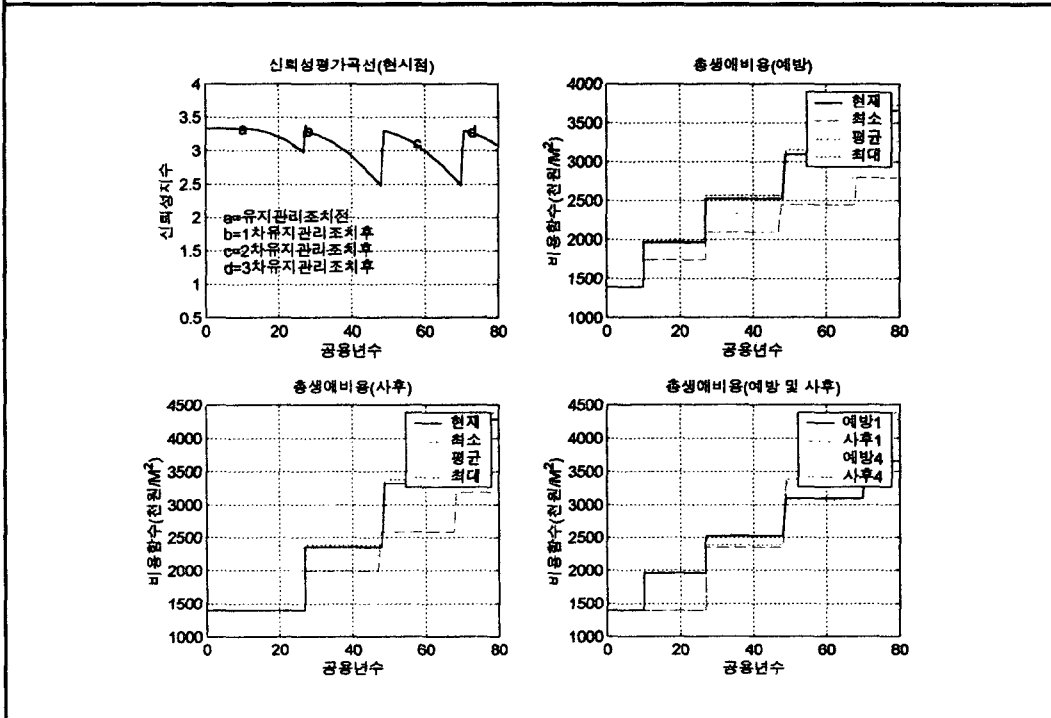 신뢰성평가곡선(현시점)
4
3.5
3
2.5
2
1.5
1
0.5
신뢰성지수
a
b
c
d
a=유지관리조치전
b=1차유지관리조치후
c=2차유지관리조치후
d=3차유지관리조치후
0 20 40 60 80
공용년수
총생애비용(예방)
4000
3500
3000
2500
2000
1500
1000
비용함수(천원/M²)
현재
최소
평균
최대
0 20 40 60 80
공용년수
총생애비용(사후)
4500
4000
3500
3000
2500
2000
1500
1000
비용함수(천원/M²)
현재
최소
평균
최대
0 20 40 60 80
공용년수
총생애비용(예방 및 사후)
4500
4000
3500
3000
2500
2000
1500
1000
비용함수(천원/M²)
예방1
사후1
예방4
사후4
0 20 40 60 80
공용년수